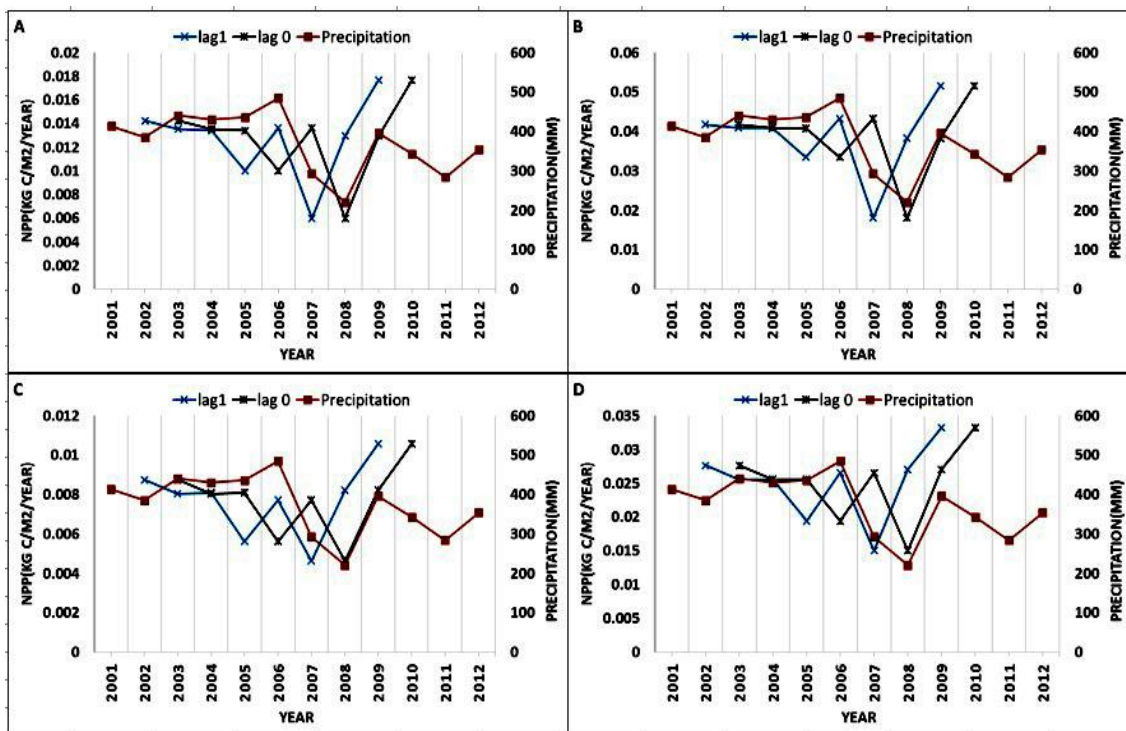 A
lag1 lag 0 Precipitation
0.02
0.018
0.016
0.014
0.012
0.01
0.008
0.006
0.004
0.002
0
NPP(KG C/M2/YEAR)
600
500
400
300
200
100
0
PRECIPITATION(MM)
2001 2002 2003 2004 2005 2006 2007 2008 2009 2010 2011 2012
YEAR
B
lag1 lag 0 Precipitation
0.06
0.05
0.04
0.03
0.02
0.01
0
NPP(KG C/M2/YEAR)
600
500
400
300
200
100
0
PRECIPITATION(MM)
2001 2002 2003 2004 2005 2006 2007 2008 2009 2010 2011 2012
YEAR
C
lag1 lag 0 Precipitation
0.012
0.01
0.008
0.006
0.004
0.002
0
NPP(KG C/M2/YEAR)
600
500
400
300
200
100
0
PRECIPITATION(MM)
2001 2002 2003 2004 2005 2006 2007 2008 2009 2010 2011 2012
YEAR
D
lag1 lag 0 Precipitation
0.035
0.03
0.025
0.02
0.015
0.01
0.005
0
NPP(KG C/M2/YEAR)
600
500
400
300
200
100
0
PRECIPITATION(MM)
2001 2002 2003 2004 2005 2006 2007 2008 2009 2010 2011 2012
YEAR